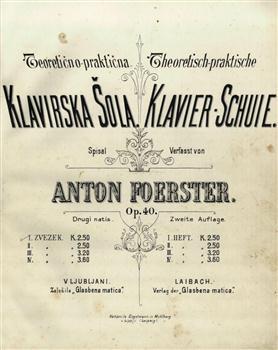 Teoretično-praktična Theoretisch-praktische
KLAVIRSKA ŠOLA. KLAVIER-SCHULE.
Spisal Verfasst von
ANTON FOERSTER.
Op. 40.
Drugi natis. Zweite Auflage.
I. ZVEZEK. K. 2.50 I. HEFT. K. 2.50
II. " K. 2.50 II. " K. 2.50
III. " K. 3.20 III. " K. 3.20
IV. " K. 3.60 IV. " K. 3.60
V LJUBLJANI. LAIBACH.
Založila „Glasbena matica". Verlag der „Glasbena matica".